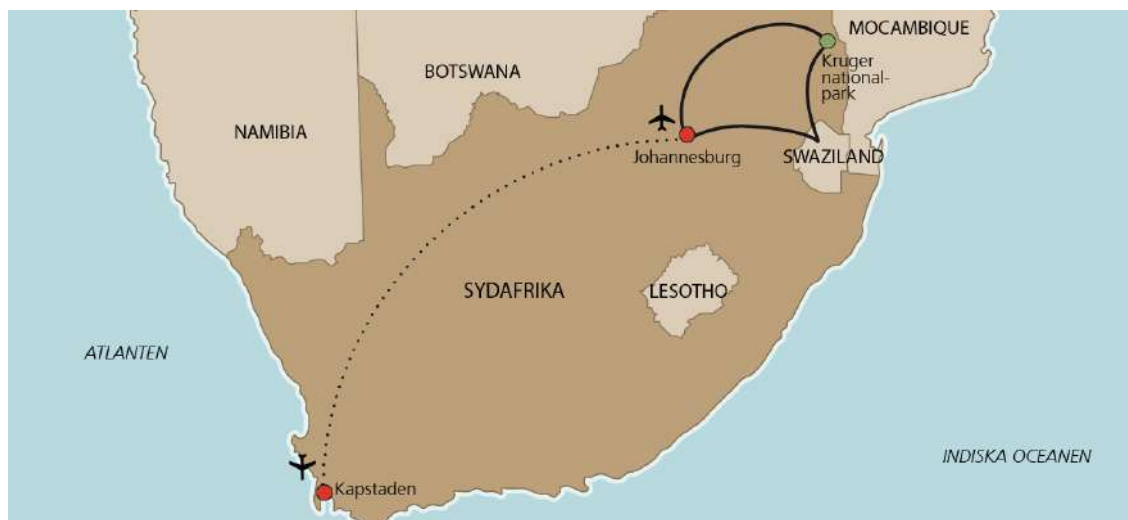 MOCAMBIQUE
Kruger
national-
park
BOTSWANA
NAMIBIA
Johannesburg
SWAZILAND
SYDAFRIKA
LESOTHO
ATLANTEN
INDISKA OCEANEN
Kapstaden